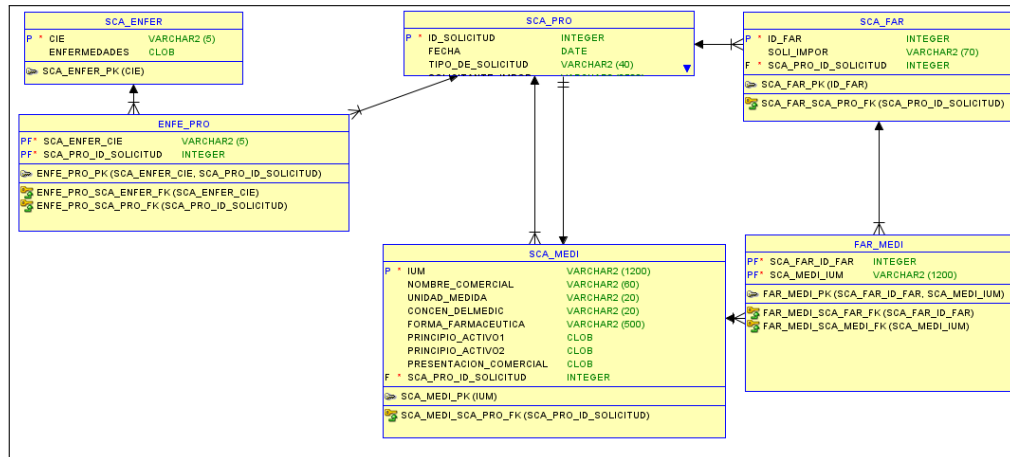 SCA_ENFER
P * CIE VARCHAR2 (5)
ENFERMEDADES CLOB
SCA_ENFER_PK (CIE)
SCA_PRO
P * ID_SOLICITUD INTEGER
FECHA DATE
TIPO_DE_SOLICITUD VARCHAR2 (40)
SCA_FAR
P * ID_FAR INTEGER
SOLI_IMPOR VARCHAR2 (70)
F * SCA_PRO_ID_SOLICITUD INTEGER
SCA_FAR_PK (ID_FAR)
SCA_FAR_SCA_PRO_FK (SCA_PRO_ID_SOLICITUD)
ENFE_PRO
PF* SCA_ENFER_CIE VARCHAR2 (5)
PF* SCA_PRO_ID_SOLICITUD INTEGER
ENFE_PRO_PK (SCA_ENFER_CIE, SCA_PRO_ID_SOLICITUD)
ENFE_PRO_SCA_ENFER_FK (SCA_ENFER_CIE)
ENFE_PRO_SCA_PRO_FK (SCA_PRO_ID_SOLICITUD)
SCA_MEDI
P * IUM VARCHAR2 (1200)
NOMBRE_COMERCIAL VARCHAR2 (60)
UNIDAD_MEDIDA VARCHAR2 (20)
CONCEN_DELMEDIC VARCHAR2 (20)
FORMA_FARMACEUTICA VARCHAR2 (500)
PRINCIPIO_ACTIVO1 CLOB
PRINCIPIO_ACTIVO2 CLOB
PRESENTACION_COMERCIAL CLOB
F * SCA_PRO_ID_SOLICITUD INTEGER
SCA_MEDI_PK (IUM)
SCA_MEDI_SCA_PRO_FK (SCA_PRO_ID_SOLICITUD)
FAR_MEDI
PF* SCA_FAR_ID_FAR INTEGER
PF* SCA_MEDI_IUM VARCHAR2 (1200)
FAR_MEDI_PK (SCA_FAR_ID_FAR, SCA_MEDI_IUM)
FAR_MEDI_SCA_FAR_FK (SCA_FAR_ID_FAR)
FAR_MEDI_SCA_MEDI_FK (SCA_MEDI_IUM)